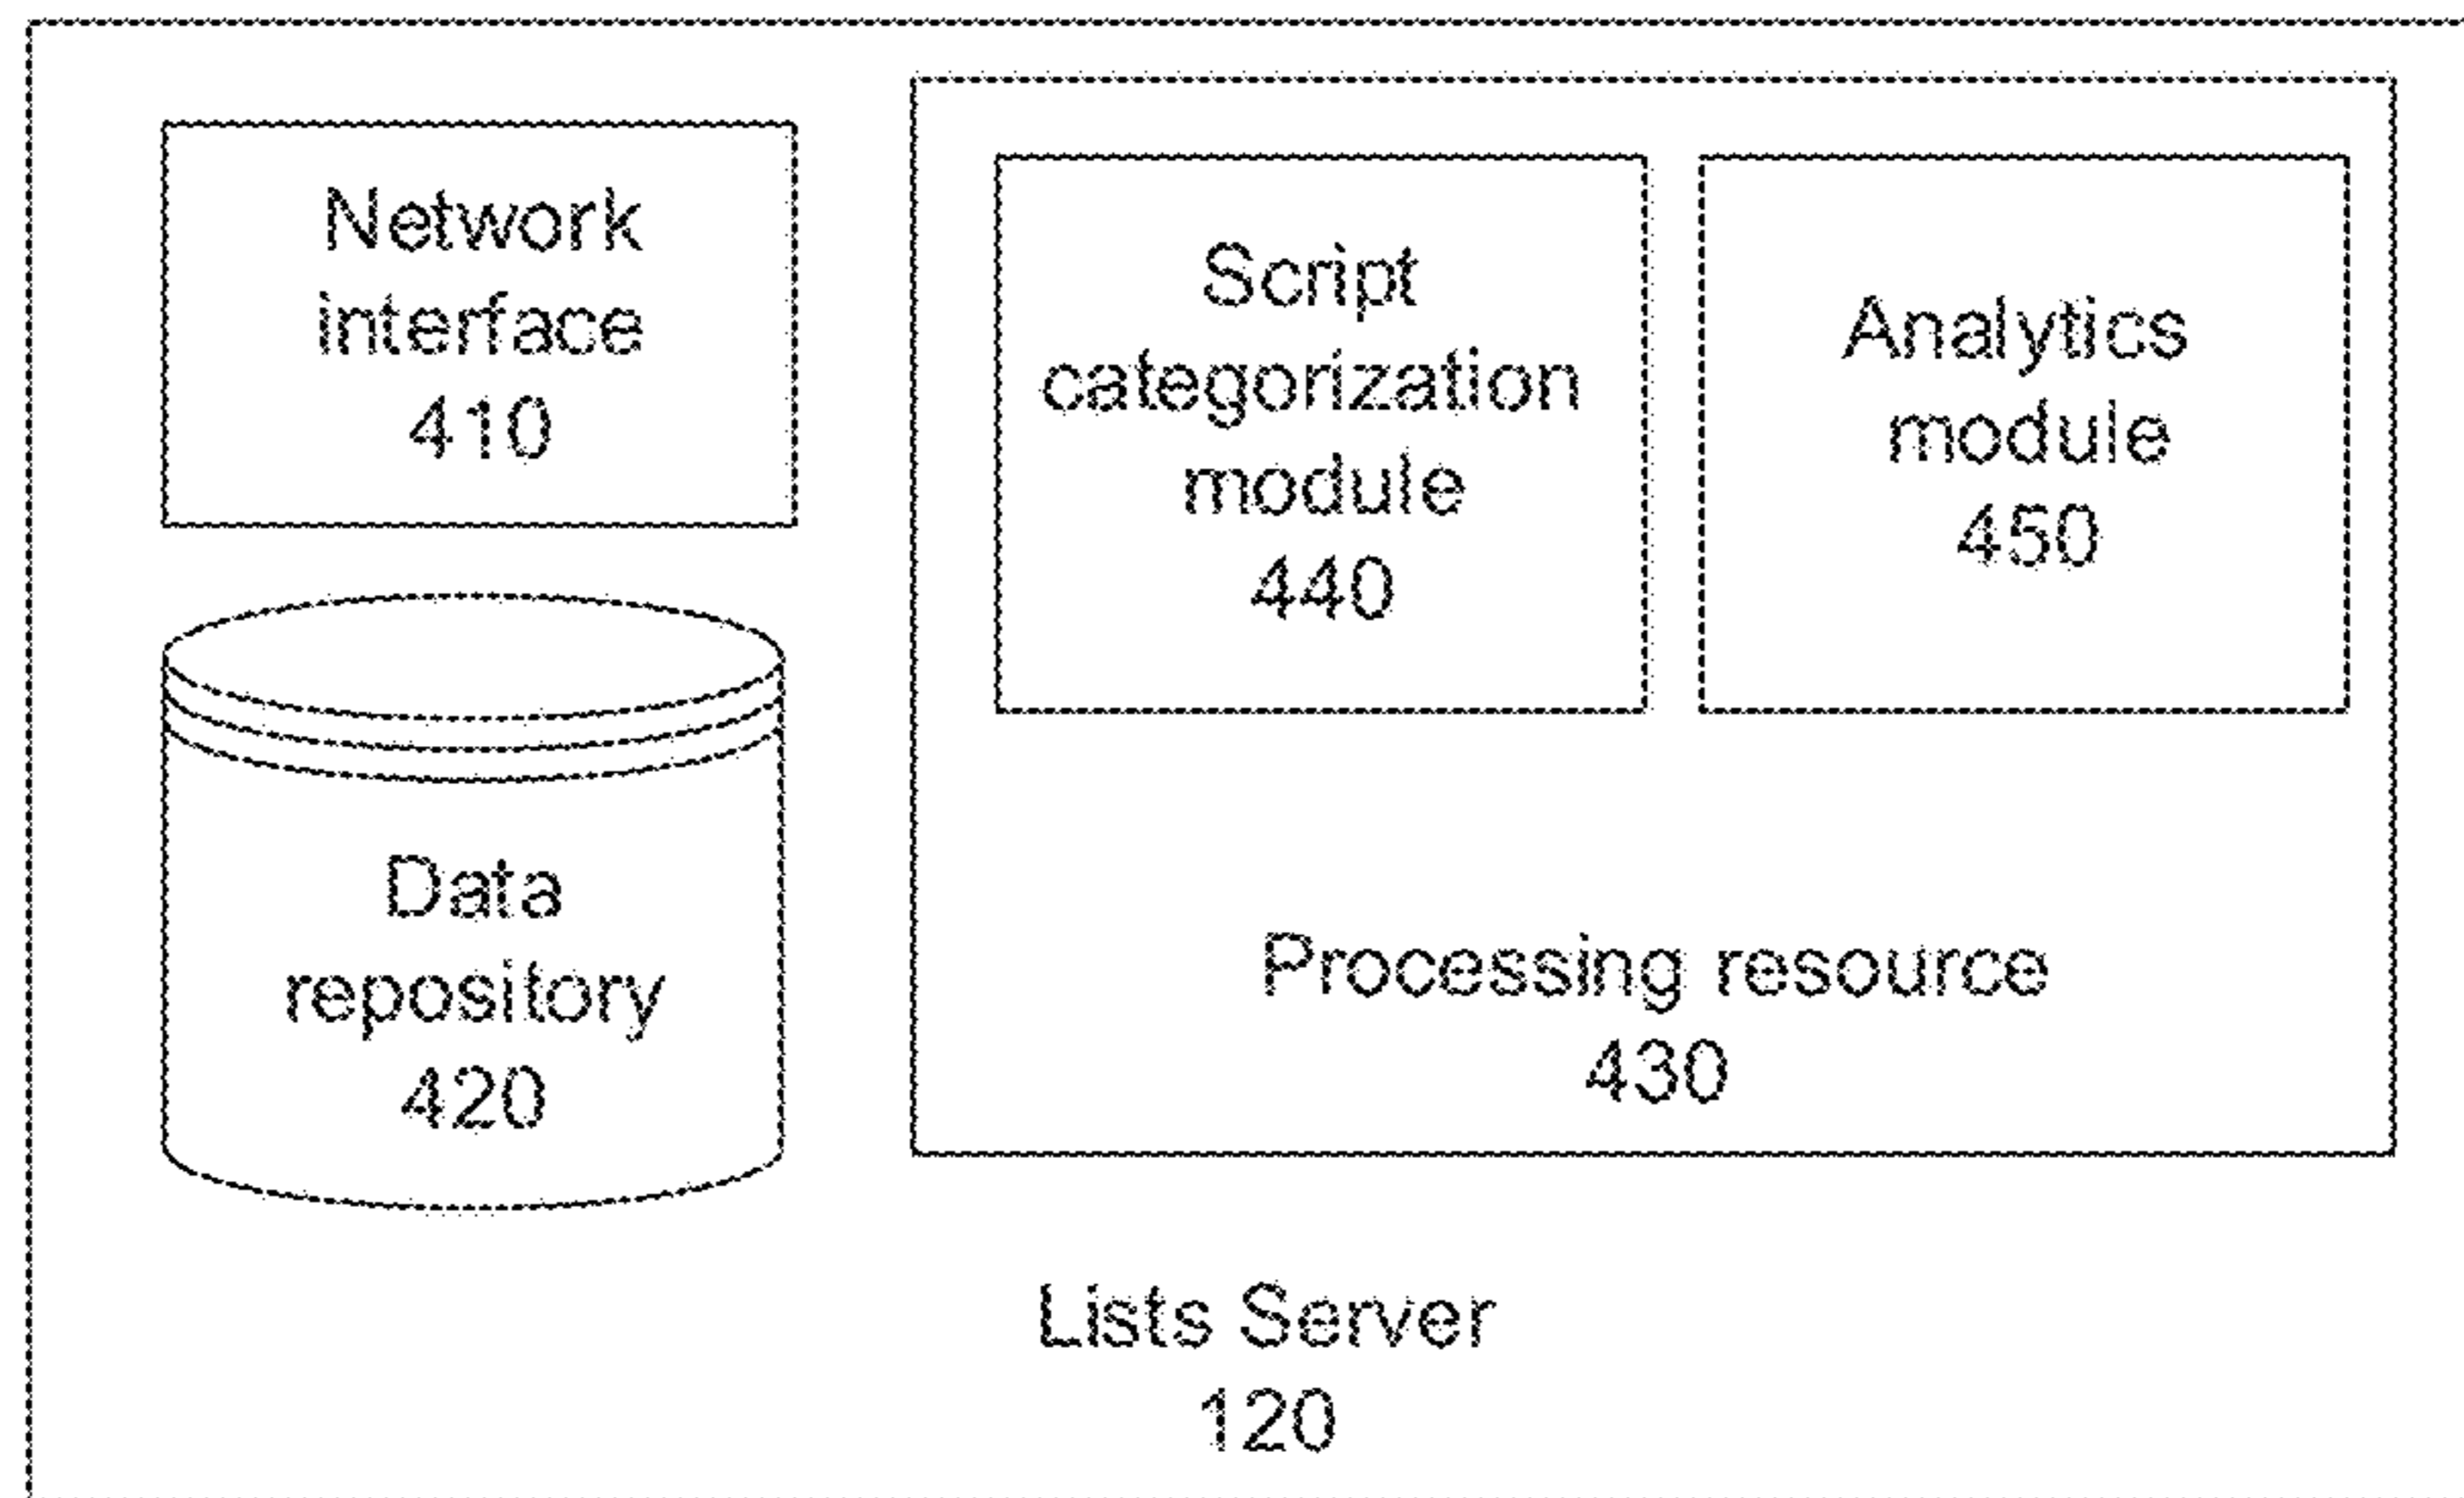 Network
interface
410
Data
repository
420
Script
categorization
module
440
Analytics
module
450
Processing resource
430
Lists Server
120